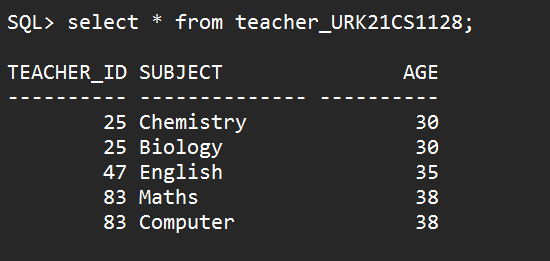 SQL> select * from teacher_URK21CS1128;
TEACHER_ID SUBJECT                AGE
---------- -------------- ----------
        25 Chemistry              30
        25 Biology                30
        47 English                35
        83 Maths                  38
        83 Computer               38